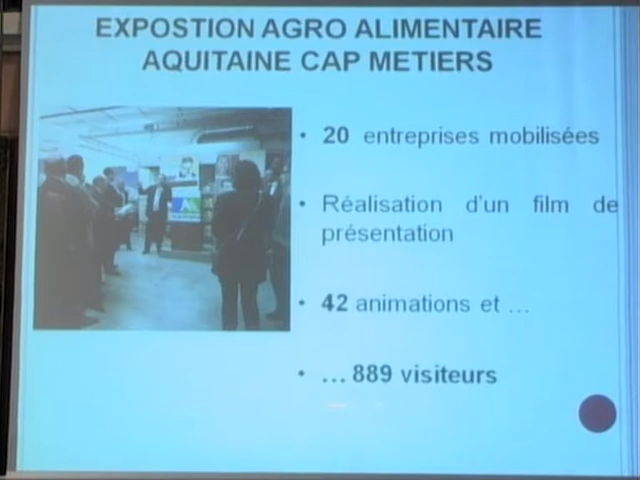 EXPOSTION AGRO ALIMENTAIRE
AQUITAINE CAP METIERS
• 20 entreprises mobilisées
• Réalisation d'un film de
présentation
• 42 animations et ...
• ... 889 visiteurs